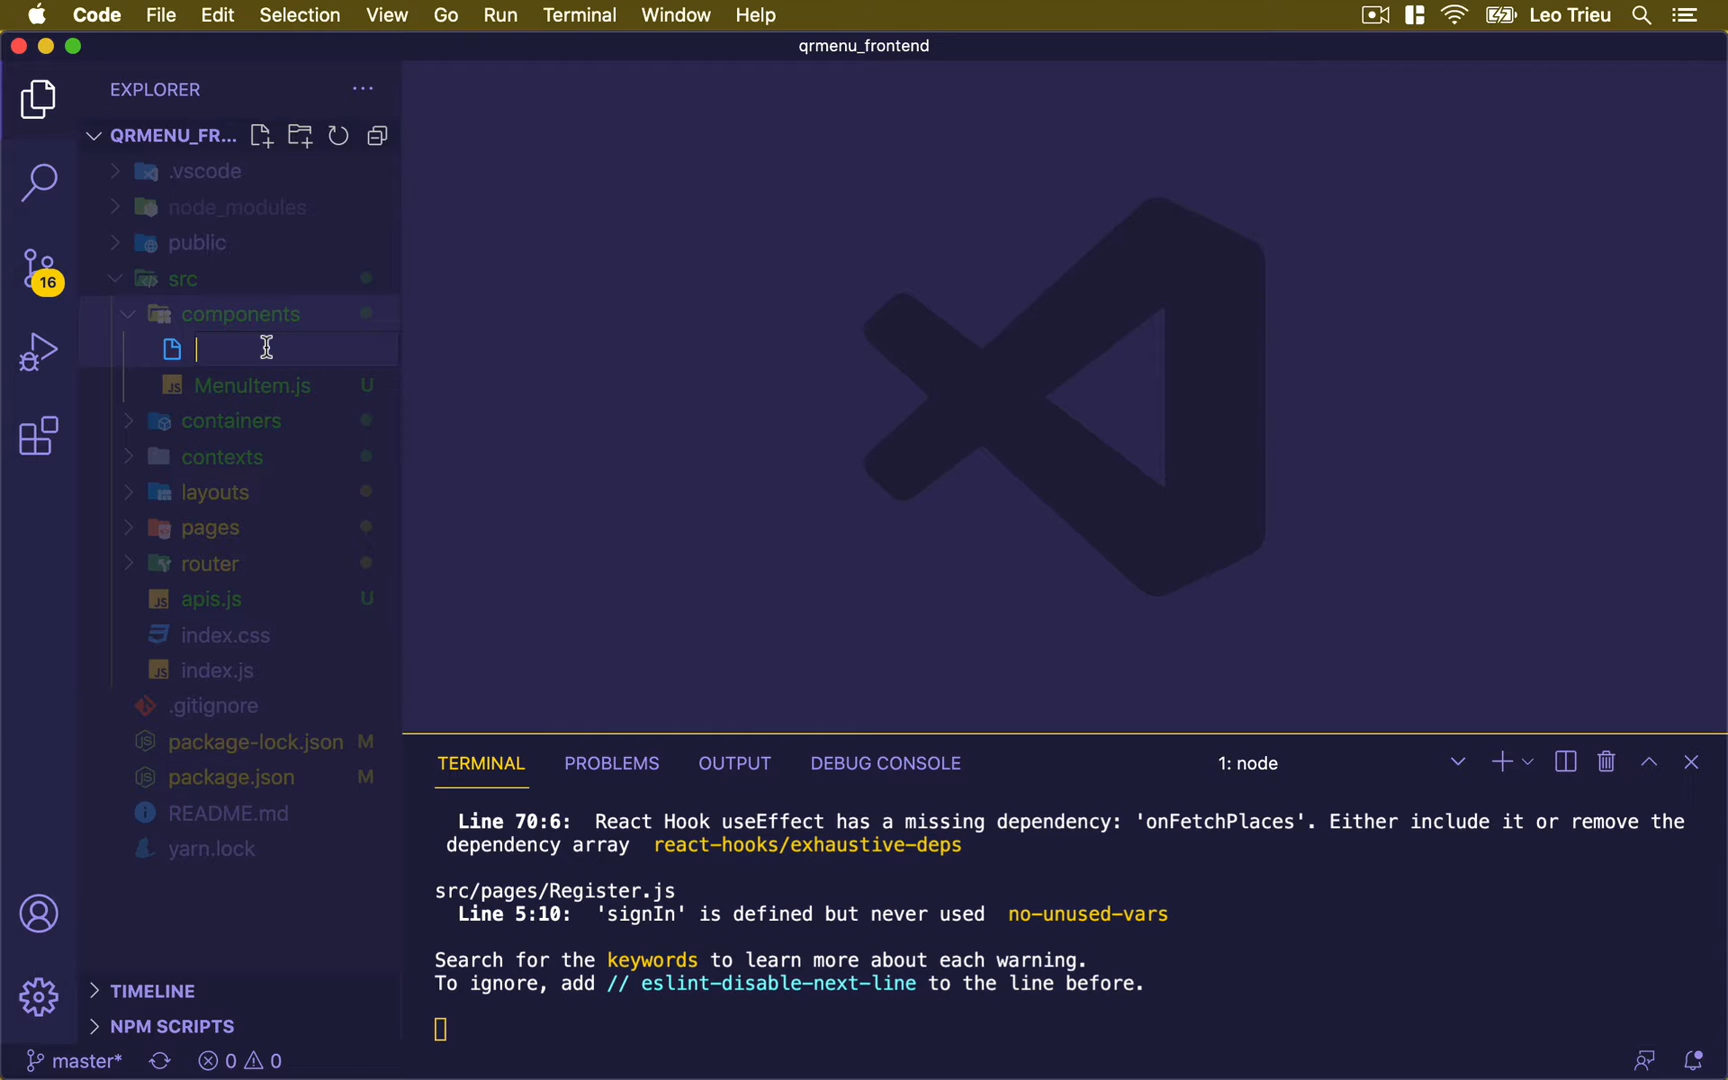 Code File Edit Selection View Go Run Terminal Window Help Leo Trieu
qrmenu_frontend
EXPLORER
QRMENU_FR...
.vscode
node_modules
public
src
components
JS MenuItem.js U
containers
contexts
layouts
pages
router
JS apis.js U
index.css
JS index.js
.gitignore
package-lock.json M
package.json M
README.md
yarn.lock
TIMELINE
NPM SCRIPTS
16
TERMINAL PROBLEMS OUTPUT DEBUG CONSOLE 1: node
Line 70:6: React Hook useEffect has a missing dependency: 'onFetchPlaces'. Either include it or remove the
dependency array react-hooks/exhaustive-deps
src/pages/Register.js
Line 5:10: 'signIn' is defined but never used no-unused-vars
Search for the keywords to learn more about each warning.
To ignore, add // eslint-disable-next-line to the line before.
master* 0 0